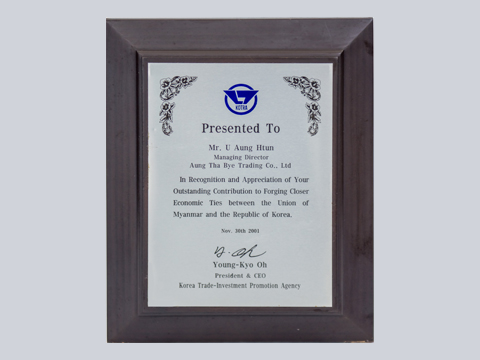 KOTRA
Presented To
Mr. U Aung Htun
Managing Director
Aung Tha Bye Trading Co., Ltd
In Recognition and Appreciation of Your
Outstanding Contribution to Forging Closer
Economic Ties between the Union of
Myanmar and the Republic of Korea.
Nov. 30th 2001
Young-Kyo Oh
President & CEO
Korea Trade-Investment Promotion Agency